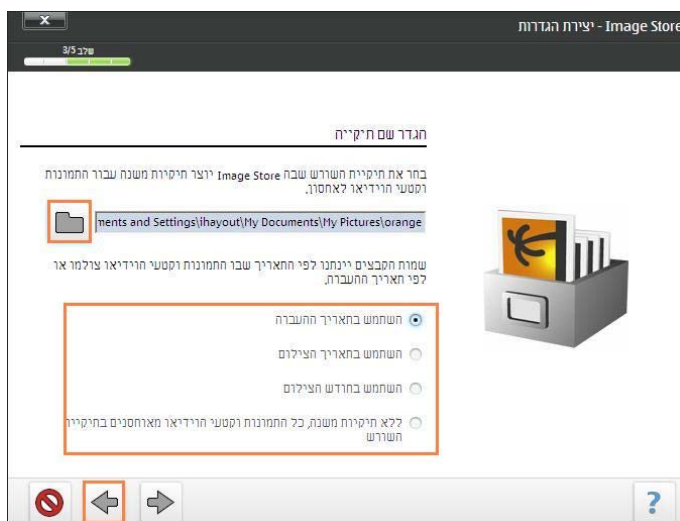 Image Store - יצירת הגדרות
שלב 3/5
הגדר שם תיקייה
בחר את תיקיית השורש שבה Image Store יוצר תיקיות משנה עבור התמונות
וקטעי הוידיאו לאחסון.
ments and Settings\ihayout\My Documents\My Pictures\orange
שמות הקבצים יינתנו לפי התאריך שבו התמונות וקטעי הוידיאו צולמו או
לפי תאריך ההעברה.
השתמש בתאריך ההעברה
השתמש בתאריך הצילום
השתמש בחודש הצילום
ללא תיקיות משנה, כל התמונות וקטעי הוידיאו מאוחסנים בתיקיית
השורש
?